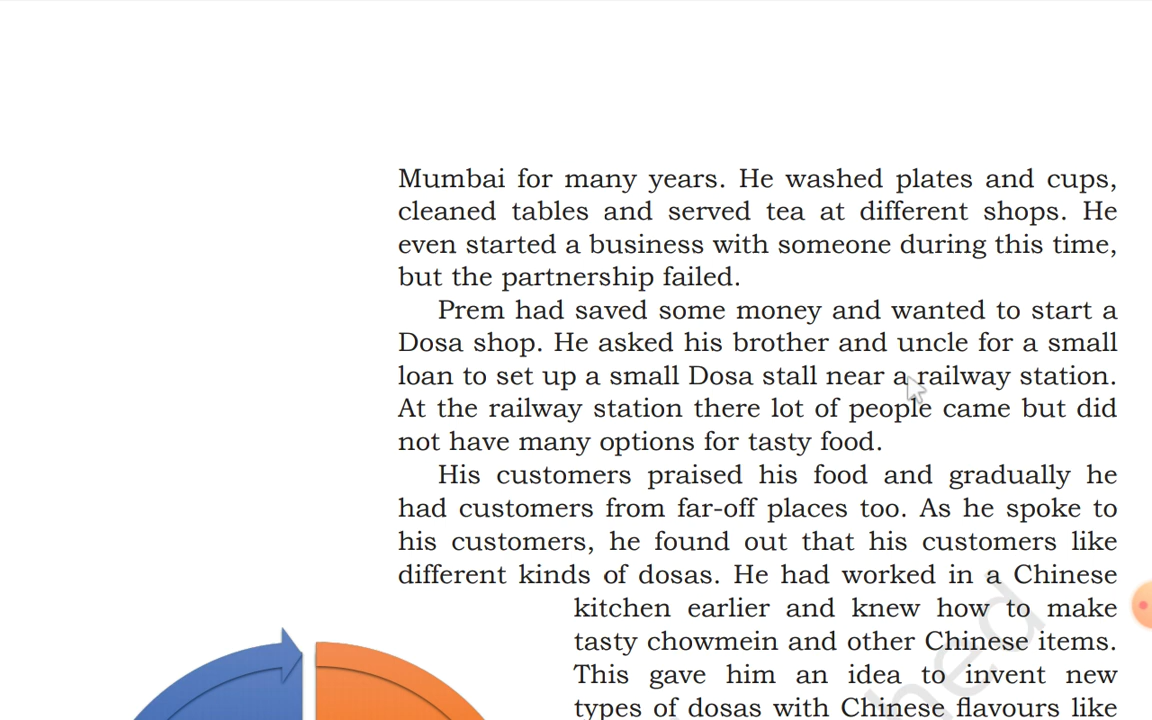 Mumbai for many years. He washed plates and cups,
cleaned tables and served tea at different shops. He
even started a business with someone during this time,
but the partnership failed.
Prem had saved some money and wanted to start a
Dosa shop. He asked his brother and uncle for a small
loan to set up a small Dosa stall near a railway station.
At the railway station there lot of people came but did
not have many options for tasty food.
His customers praised his food and gradually he
had customers from far-off places too. As he spoke to
his customers, he found out that his customers like
different kinds of dosas. He had worked in a Chinese
kitchen earlier and knew how to make
tasty chowmein and other Chinese items.
This gave him an idea to invent new
types of dosas with Chinese flavours like